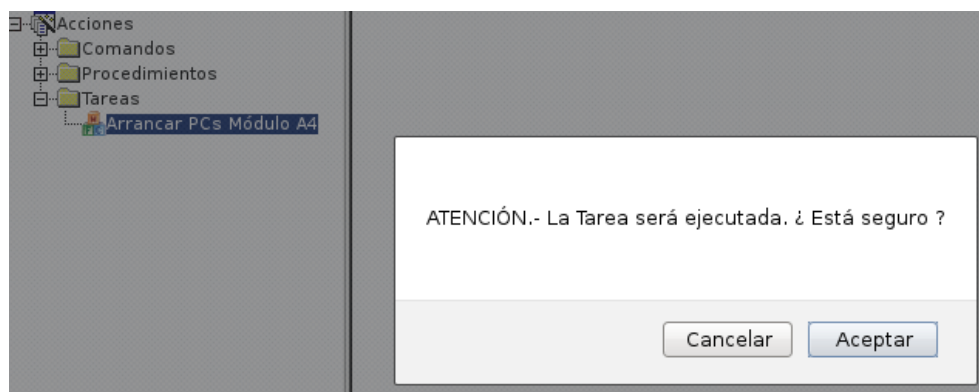 Acciones
Comandos
Procedimientos
Tareas
Arrancar PCs Módulo A4
ATENCIÓN.- La Tarea será ejecutada. ¿ Está seguro ?
Cancelar Aceptar